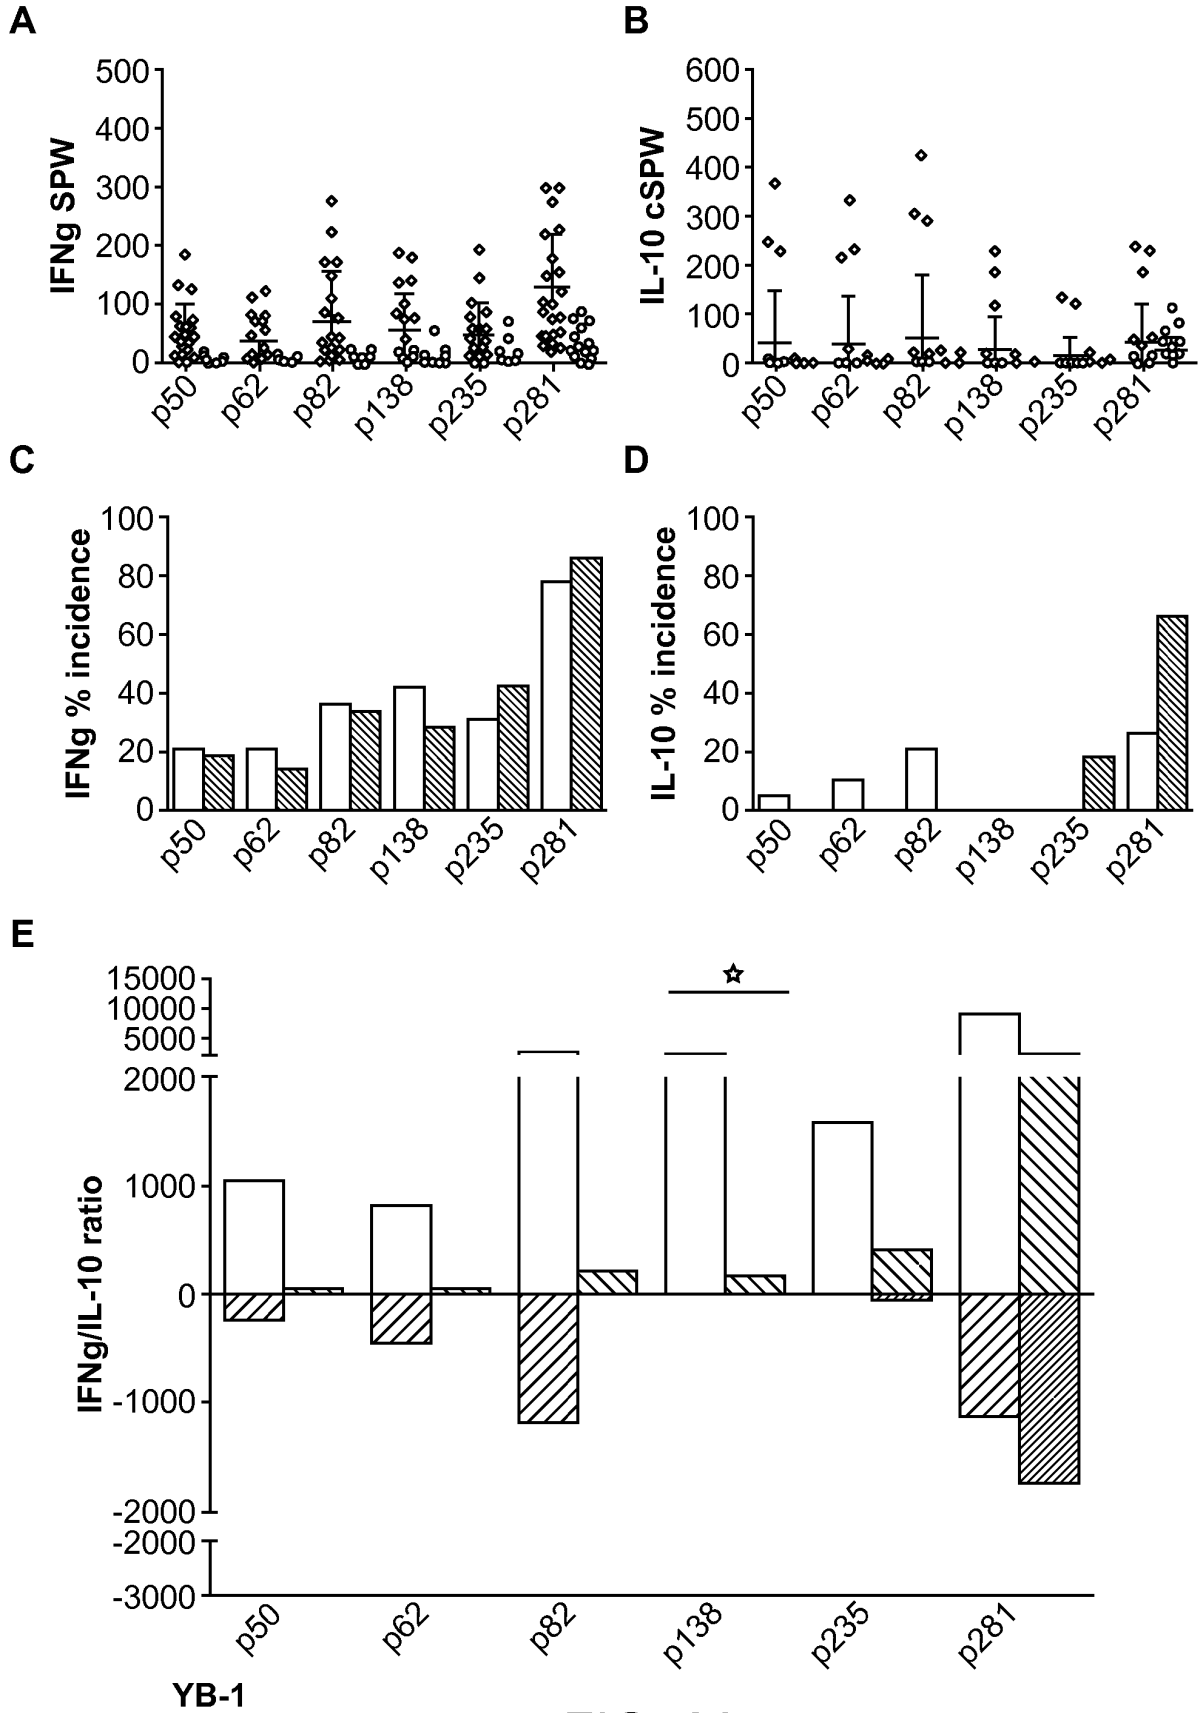 A
IFNg SPW
500
400
300
200
100
0
p50 p62 p82 p138 p235 p281
B
IL-10 cSPW
600
500
400
300
200
100
0
p50 p62 p82 p138 p235 p281
C
IFNg % incidence
100
80
60
40
20
0
p50 p62 p82 p138 p235 p281
D
IL-10 % incidence
100
80
60
40
20
0
p50 p62 p82 p138 p235 p281
E
IFNg/IL-10 ratio
15000
10000
5000
2000
1000
0
-1000
-2000
-2000
-3000
p50 p62 p82 p138 p235 p281
YB-1